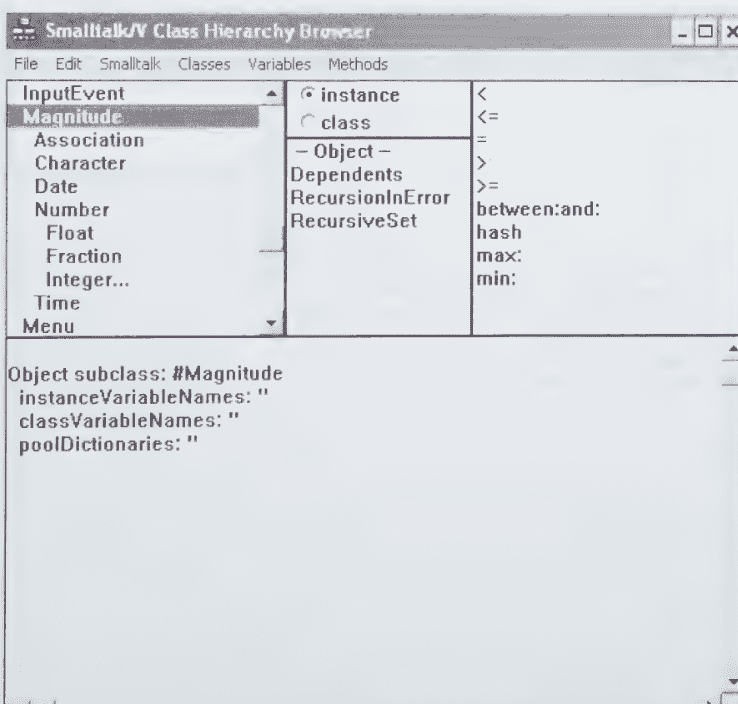 Smalltalk/V Class Hierarchy Browser
File Edit Smalltalk Classes Variables Methods
InputEvent
Magnitude
Association
Character
Date
Number
Float
Fraction
Integer...
Time
Menu
instance
class
– Object –
Dependents
RecursionInError
RecursiveSet
<
<=
=
>
>=
between:and:
hash
max:
min:
Object subclass: #Magnitude
instanceVariableNames: ''
classVariableNames: ''
poolDictionaries: ''